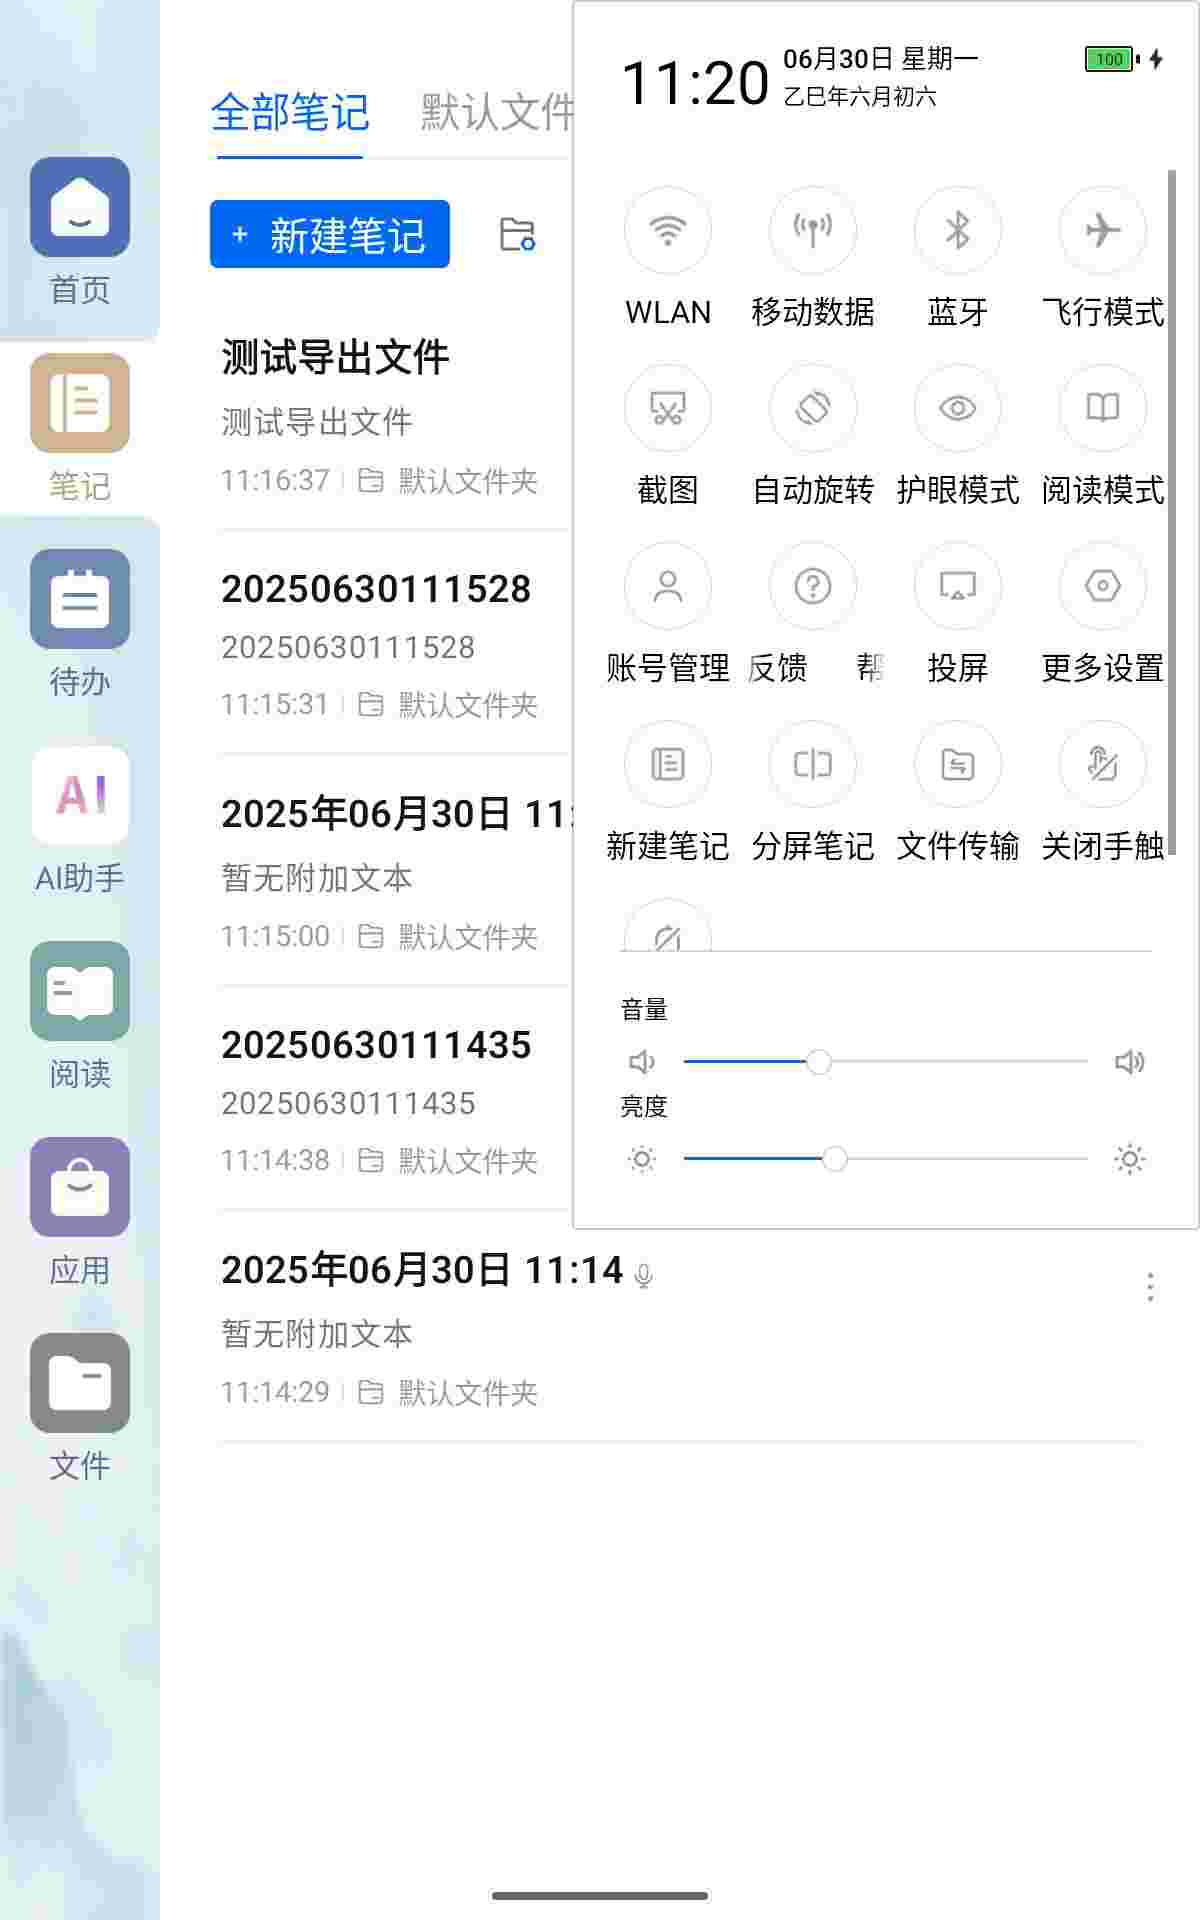 首页
笔记
待办
AI
AI助手
阅读
应用
文件
全部笔记 默认文件
+ 新建笔记
测试导出文件
测试导出文件
11:16:37 默认文件夹
20250630111528
20250630111528
11:15:31 默认文件夹
2025年06月30日 11:
暂无附加文本
11:15:00 默认文件夹
20250630111435
20250630111435
11:14:38 默认文件夹
2025年06月30日 11:14
暂无附加文本
11:14:29 默认文件夹
11:20
06月30日 星期一
乙巳年六月初六
100
WLAN 移动数据 蓝牙 飞行模式
截图 自动旋转 护眼模式 阅读模式
账号管理 反馈 帮 投屏 更多设置
新建笔记 分屏笔记 文件传输 关闭手触
音量
亮度